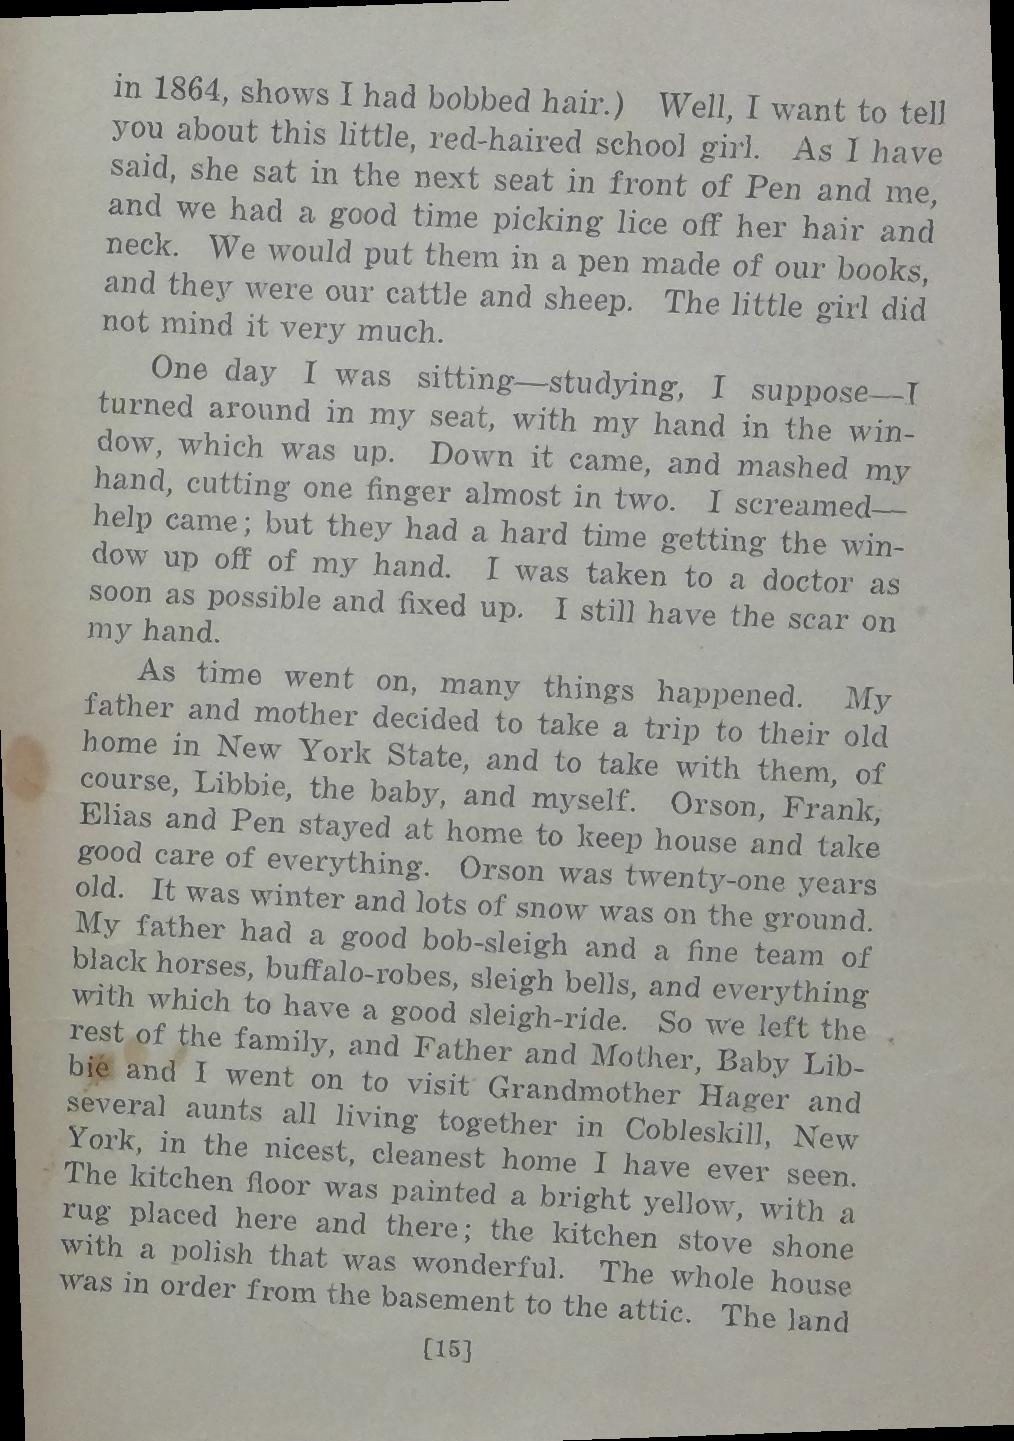 in 1864, shows I had bobbed hair.) Well, I want to tell
you about this little, red-haired school girl. As I have
said, she sat in the next seat in front of Pen and me,
and we had a good time picking lice off her hair and
neck. We would put them in a pen made of our books,
and they were our cattle and sheep. The little girl did
not mind it very much.
One day I was sitting—studying, I suppose—I
turned around in my seat, with my hand in the win-
dow, which was up. Down it came, and mashed my
hand, cutting one finger almost in two. I screamed—
help came; but they had a hard time getting the win-
dow up off of my hand. I was taken to a doctor as
soon as possible and fixed up. I still have the scar on
my hand.
As time went on, many things happened. My
father and mother decided to take a trip to their old
home in New York State, and to take with them, of
course, Libbie, the baby, and myself. Orson, Frank,
Elias and Pen stayed at home to keep house and take
good care of everything. Orson was twenty-one years
old. It was winter and lots of snow was on the ground.
My father had a good bob-sleigh and a fine team of
black horses, buffalo-robes, sleigh bells, and everything
with which to have a good sleigh-ride. So we left the
rest of the family, and Father and Mother, Baby Lib-
bie and I went on to visit Grandmother Hager and
several aunts all living together in Cobleskill, New
York, in the nicest, cleanest home I have ever seen.
The kitchen floor was painted a bright yellow, with a
rug placed here and there; the kitchen stove shone
with a polish that was wonderful. The whole house
was in order from the basement to the attic. The land
[15]